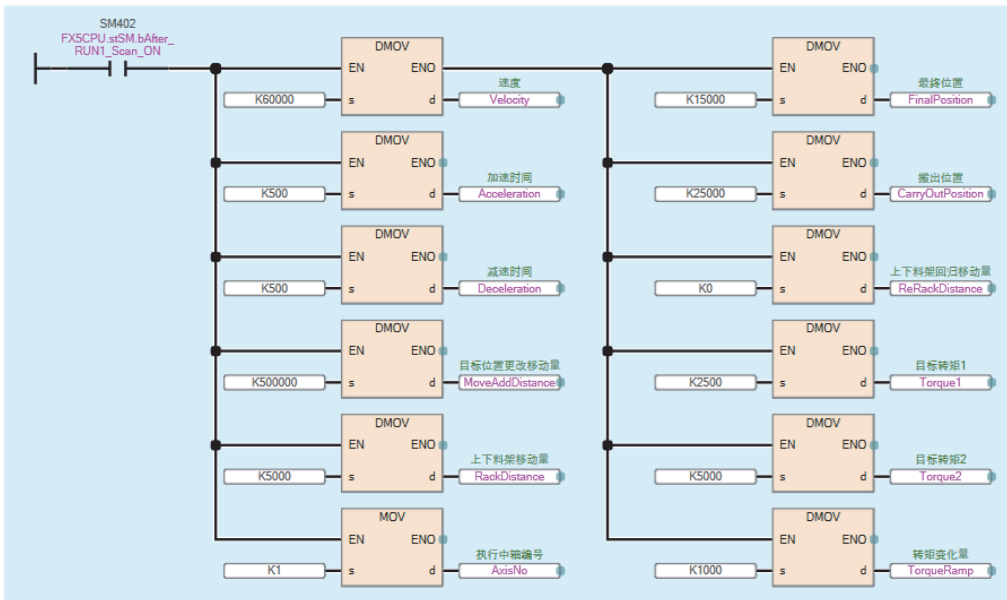 SM402
FX5CPU.stSM.bAfter_
RUN1_Scan_ON
DMOV
EN ENO
速度
K60000 s d Velocity
DMOV
EN ENO
最终位置
K15000 s d FinalPosition
DMOV
EN ENO
加速时间
K500 s d Acceleration
DMOV
EN ENO
搬出位置
K25000 s d CarryOutPosition
DMOV
EN ENO
减速时间
K500 s d Deceleration
DMOV
EN ENO
上下料架回归移动量
K0 s d ReRackDistance
DMOV
EN ENO
目标位置更改移动量
K500000 s d MoveAddDistance
DMOV
EN ENO
目标转矩1
K2500 s d Torque1
DMOV
EN ENO
上下料架移动量
K5000 s d RackDistance
DMOV
EN ENO
目标转矩2
K5000 s d Torque2
MOV
EN ENO
执行中轴编号
K1 s d AxisNo
DMOV
EN ENO
转矩变化量
K1000 s d TorqueRamp